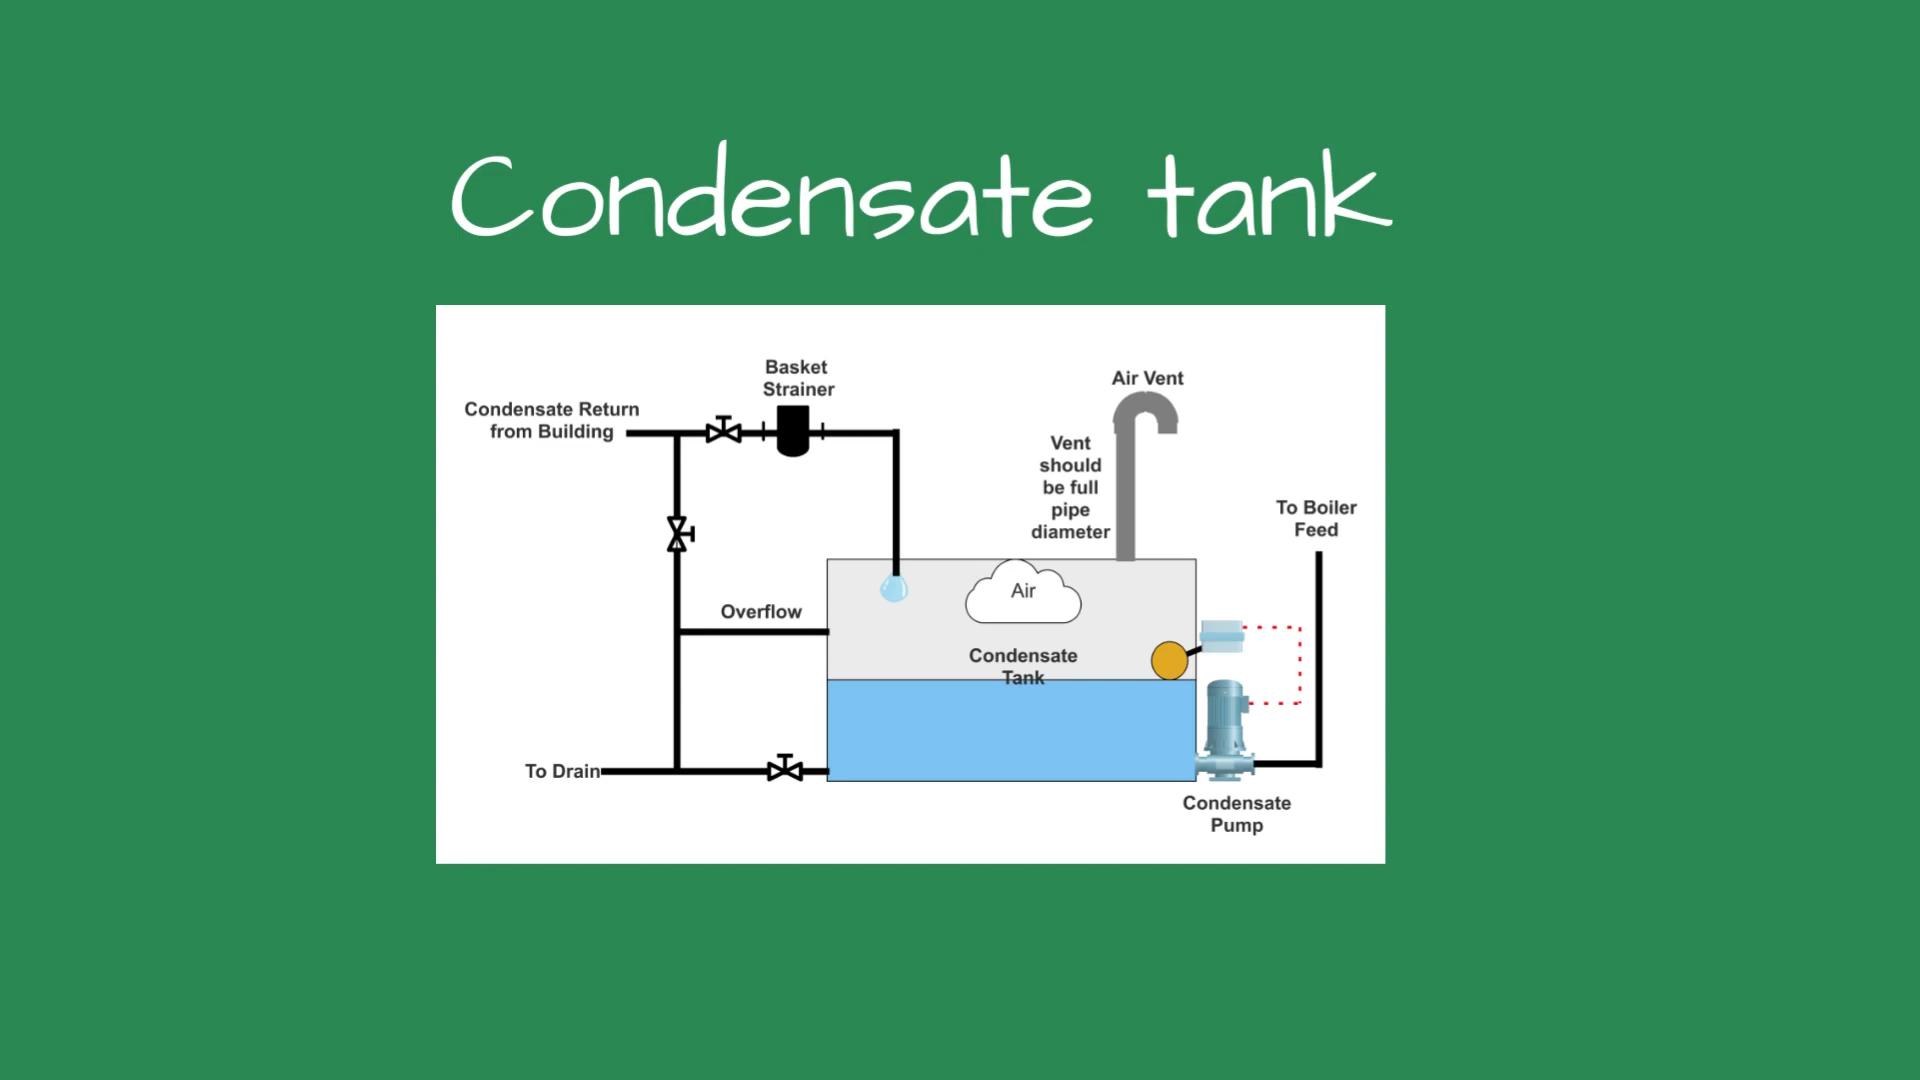 Condensate tank
Basket
Strainer
Air Vent
Condensate Return
from Building
Vent
should
be full
pipe
diameter
To Boiler
Feed
Air
Overflow
Condensate
Tank
To Drain
Condensate
Pump